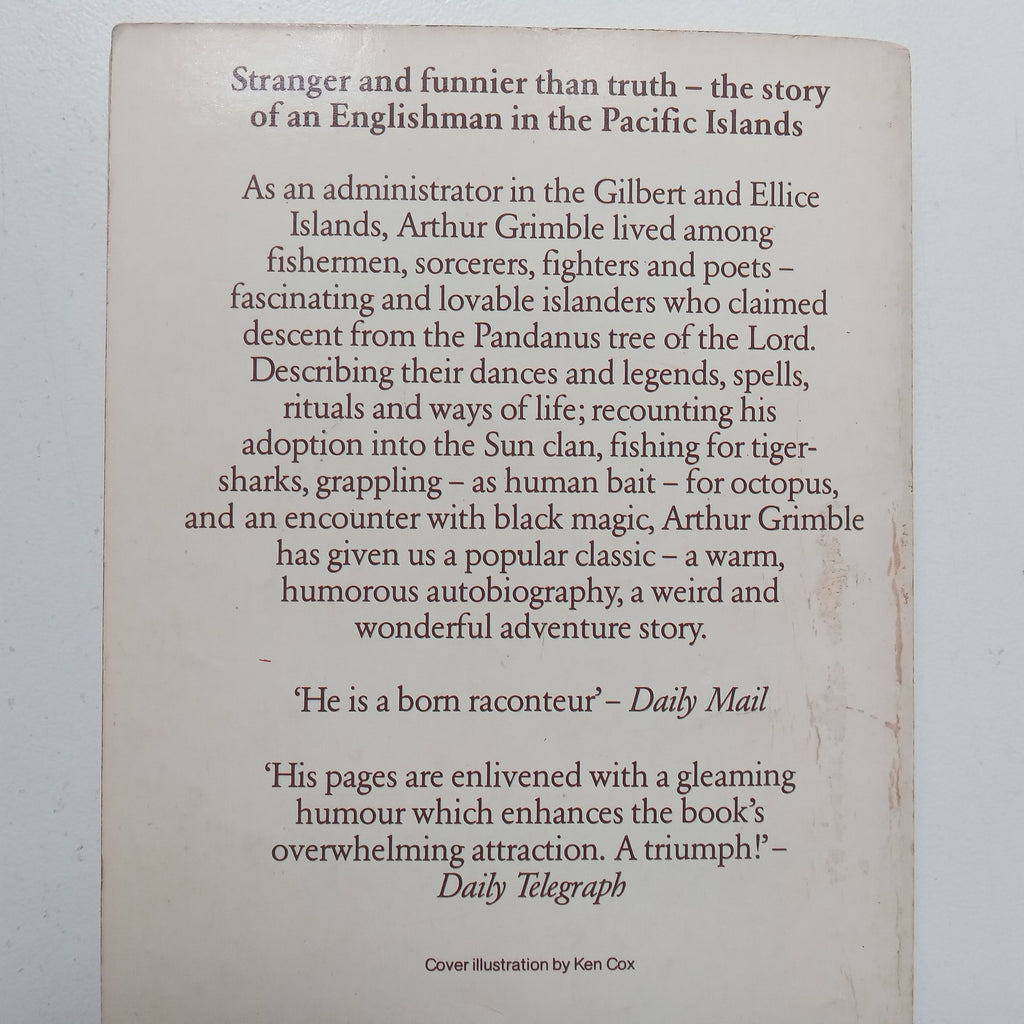 Stranger and funnier than truth – the story
of an Englishman in the Pacific Islands
As an administrator in the Gilbert and Ellice
Islands, Arthur Grimble lived among
fishermen, sorcerers, fighters and poets –
fascinating and lovable islanders who claimed
descent from the Pandanus tree of the Lord.
Describing their dances and legends, spells,
rituals and ways of life; recounting his
adoption into the Sun clan, fishing for tiger-
sharks, grappling – as human bait – for octopus,
and an encounter with black magic, Arthur Grimble
has given us a popular classic – a warm,
humorous autobiography, a weird and
wonderful adventure story.
‘He is a born raconteur’ – Daily Mail
‘His pages are enlivened with a gleaming
humour which enhances the book’s
overwhelming attraction. A triumph!’ –
Daily Telegraph
Cover illustration by Ken Cox